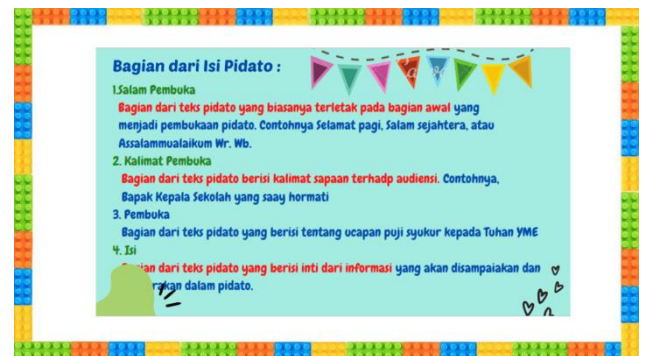 Bagian dari Isi Pidato :
1.Salam Pembuka
Bagian dari teks pidato yang biasanya terletak pada bagian awal yang
menjadi pembukaan pidato. Contohnya Selamat pagi, Salam sejahtera, atau
Assalammualaikum Wr. Wb.
2. Kalimat Pembuka
Bagian dari teks pidato berisi kalimat sapaan terhadp audiensi. Contohnya,
Bapak Kepala Sekolah yang saay hormati
3. Pembuka
Bagian dari teks pidato yang berisi tentang ucapan puji syukur kepada Tuhan YME
4. Isi
dari teks pidato yang berisi inti dari informasi yang akan disampaiakan dan
dalam pidato.